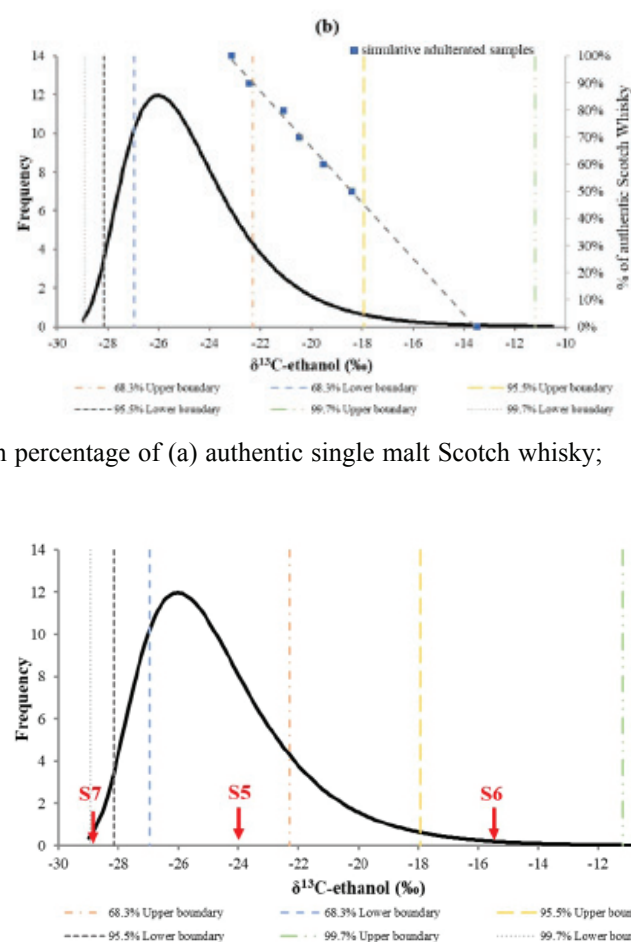 (b)
simulative adulterated samples
14 100%
90%
12 80%
10 70%
8 60%
50%
6 40%
4 30%
20%
2 10%
0 0%
Frequency
% of authentic Scotch Whisky
-30 -28 -26 -24 -22 -20 -18 -16 -14 -12 -10
δ¹³C-ethanol (‰)
68.3% Upper boundary 68.3% Lower boundary 95.5% Upper boundary
95.5% Lower boundary 99.7% Upper boundary 99.7% Lower boundary
percentage of (a) authentic single malt Scotch whisky;
14
12
10
8
6
4
2
0
Frequency
S7 S5 S6
-30 -28 -26 -24 -22 -20 -18 -16 -14 -12
δ¹³C-ethanol (‰)
68.3% Upper boundary 68.3% Lower boundary 95.5% Upper
95.5% Lower boundary 99.7% Upper boundary 99.7% Lower